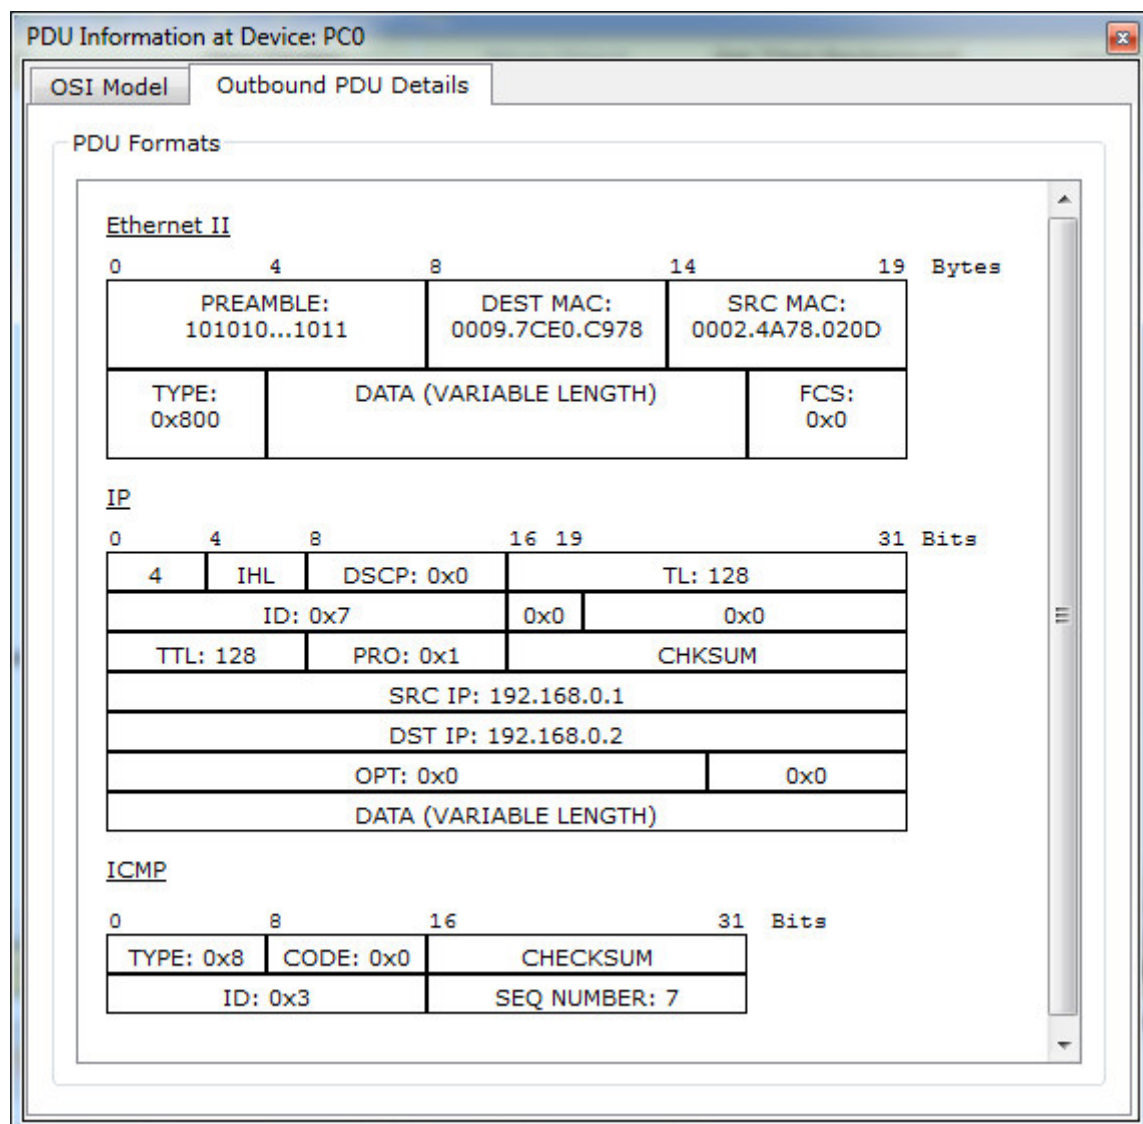 PDU Information at Device: PC0
OSI Model Outbound PDU Details
PDU Formats
Ethernet II
0 4 8 14 19 Bytes
PREAMBLE: DEST MAC: SRC MAC:
101010...1011 0009.7CE0.C978 0002.4A78.020D
TYPE: DATA (VARIABLE LENGTH) FCS:
0x800 0x0
IP
0 4 8 16 19 31 Bits
4 IHL DSCP: 0x0 TL: 128
ID: 0x7 0x0 0x0
TTL: 128 PRO: 0x1 CHKSUM
SRC IP: 192.168.0.1
DST IP: 192.168.0.2
OPT: 0x0 0x0
DATA (VARIABLE LENGTH)
ICMP
0 8 16 31 Bits
TYPE: 0x8 CODE: 0x0 CHECKSUM
ID: 0x3 SEQ NUMBER: 7